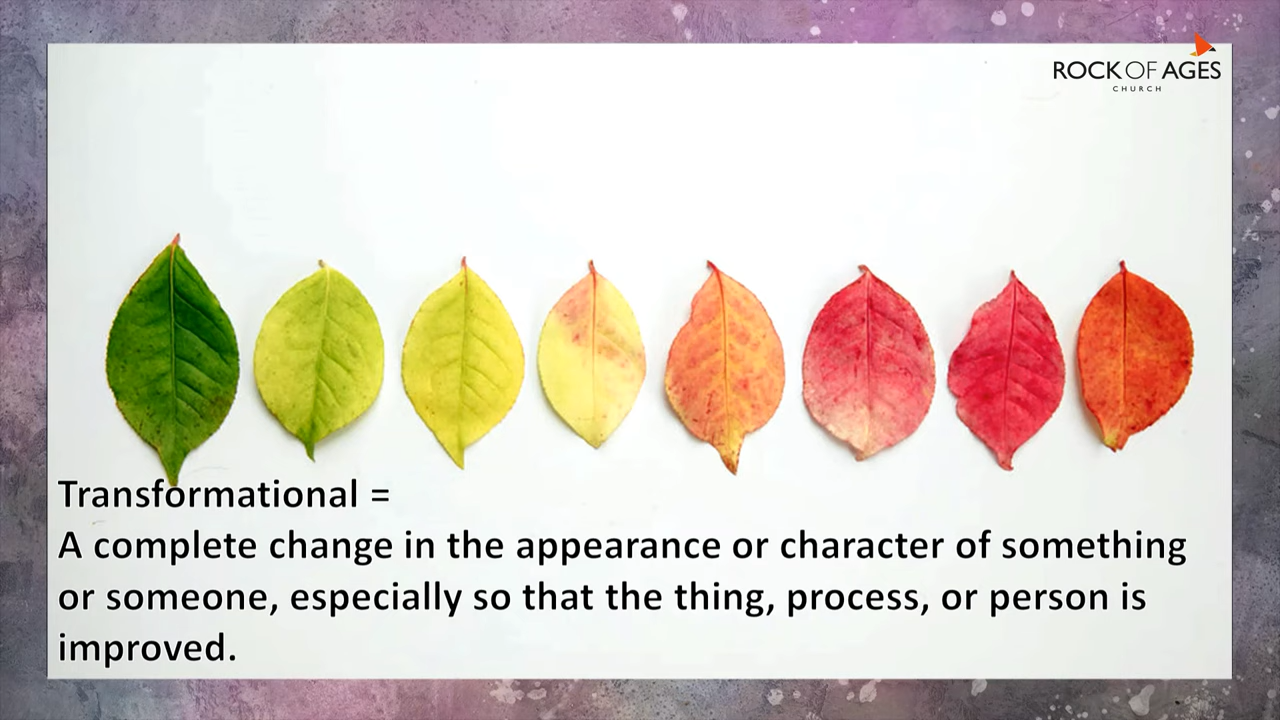 ROCK OF AGES
CHURCH
Transformational =
A complete change in the appearance or character of something
or someone, especially so that the thing, process, or person is
improved.